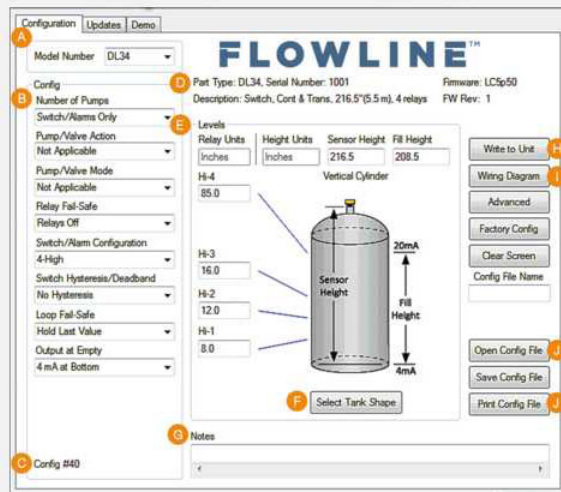 Configuration Updates Demo
A
Model Number DL34
FLOWLINE™
D Part Type: DL34, Serial Number: 1001 Firmware: LC5p50
Description: Switch, Cont & Trans, 216.5"(5.5 m), 4 relays FW Rev: 1
Config
B Number of Pumps
Switch/Alarms Only
Pump/Valve Action
Not Applicable
Pump/Valve Mode
Not Applicable
Relay Fail-Safe
Relays Off
Switch/Alarm Configuration
4-High
Switch Hysteresis/Deadband
No Hysteresis
Loop Fail-Safe
Hold Last Value
Output at Empty
4 mA at Bottom
C Config #40
E Levels
Relay Units Height Units Sensor Height Fill Height
Inches Inches 216.5 208.5
Hi-4 Vertical Cylinder
85.0
20mA
Hi-3
16.0
Sensor
Height
Hi-2
12.0
Fill
Height
Hi-1
8.0
4mA
F Select Tank Shape
G Notes
Write to Unit H
Wiring Diagram I
Advanced
Factory Config
Clear Screen
Config File Name
Open Config File J
Save Config File
Print Config File J